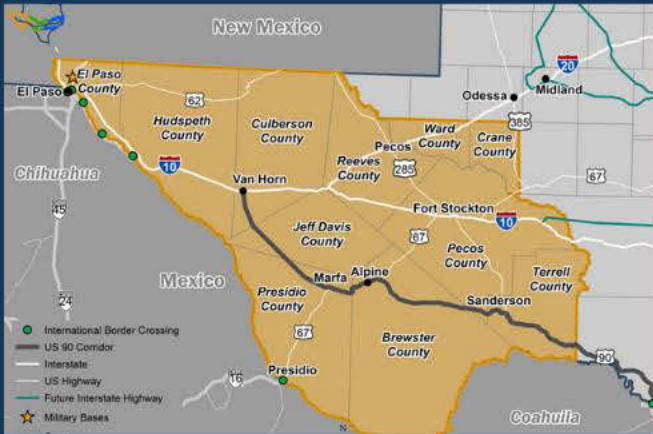 New Mexico
El Paso
County
El Paso
62
20
Odessa
Midland
Hudspeth
County
Culberson
County
Ward
County
Crane
County
385
Pecos
Reeves
County
285
Chihuahua
10
Van Horn
67
45
Fort Stockton
10
Jeff Davis
County
67
Pecos
County
Mexico
Marfa
Alpine
Terrell
County
24
Presidio
County
Sanderson
67
Brewster
County
90
16
Presidio
Coahuila
N
International Border Crossing
US 90 Corridor
Interstate
US Highway
Future Interstate Highway
Military Bases